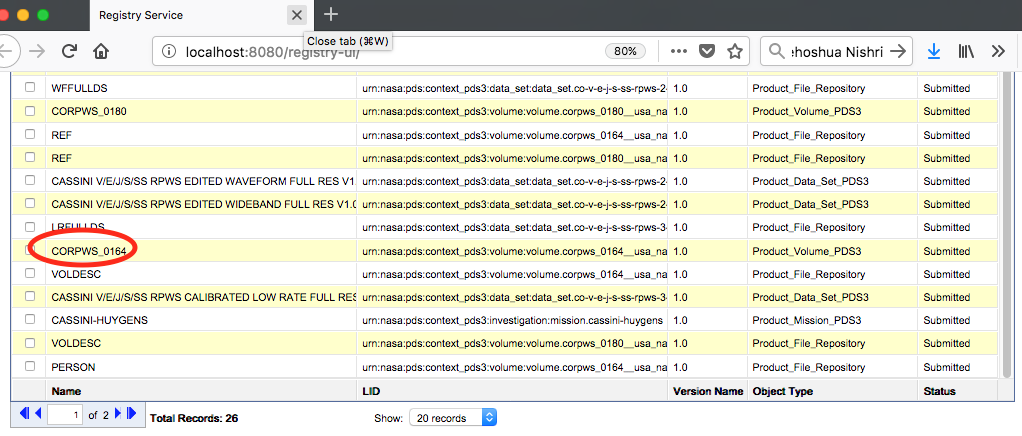 Registry Service
Close tab (⌘W)
localhost:8080/registry-ui/
80%
ehoshua Nishri
WFFULLDS urn:nasa:pds:context_pds3:data_set:data_set.co-v-e-j-s-ss-rpws-2- 1.0 Product_File_Repository Submitted
CORPWS_0180 urn:nasa:pds:context_pds3:volume:volume.corpws_0180__usa_na 1.0 Product_Volume_PDS3 Submitted
REF urn:nasa:pds:context_pds3:volume:volume.corpws_0164__usa_na 1.0 Product_File_Repository Submitted
REF urn:nasa:pds:context_pds3:volume:volume.corpws_0180__usa_na 1.0 Product_File_Repository Submitted
CASSINI V/E/J/S/SS RPWS EDITED WAVEFORM FULL RES V1. urn:nasa:pds:context_pds3:data_set:data_set.co-v-e-j-s-ss-rpws-2- 1.0 Product_Data_Set_PDS3 Submitted
CASSINI V/E/J/S/SS RPWS EDITED WIDEBAND FULL RES V1.0 urn:nasa:pds:context_pds3:data_set:data_set.co-v-e-j-s-ss-rpws-2- 1.0 Product_Data_Set_PDS3 Submitted
LRFULLDS urn:nasa:pds:context_pds3:data_set:data_set.co-v-e-j-s-ss-rpws-3- 1.0 Product_File_Repository Submitted
CORPWS_0164 urn:nasa:pds:context_pds3:volume:volume.corpws_0164__usa_na 1.0 Product_Volume_PDS3 Submitted
VOLDESC urn:nasa:pds:context_pds3:volume:volume.corpws_0164__usa_na 1.0 Product_File_Repository Submitted
CASSINI V/E/J/S/SS RPWS CALIBRATED LOW RATE FULL RES urn:nasa:pds:context_pds3:data_set:data_set.co-v-e-j-s-ss-rpws-3- 1.0 Product_Data_Set_PDS3 Submitted
CASSINI-HUYGENS urn:nasa:pds:context_pds3:investigation:mission.cassini-huygens 1.0 Product_Mission_PDS3 Submitted
VOLDESC urn:nasa:pds:context_pds3:volume:volume.corpws_0180__usa_na 1.0 Product_File_Repository Submitted
PERSON urn:nasa:pds:context_pds3:volume:volume.corpws_0164__usa_na 1.0 Product_File_Repository Submitted
Name LID Version Name Object Type Status
1 of 2 Total Records: 26 Show: 20 records